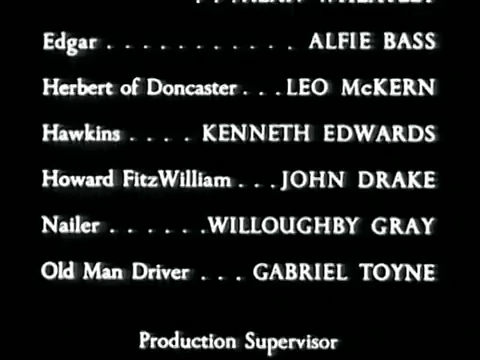 Edgar . . . . . . . . . . . ALFIE BASS
Herbert of Doncaster . . . LEO McKERN
Hawkins . . . . KENNETH EDWARDS
Howard FitzWilliam . . . JOHN DRAKE
Nailer . . . . . . WILLOUGHBY GRAY
Old Man Driver . . . GABRIEL TOYNE
Production Supervisor